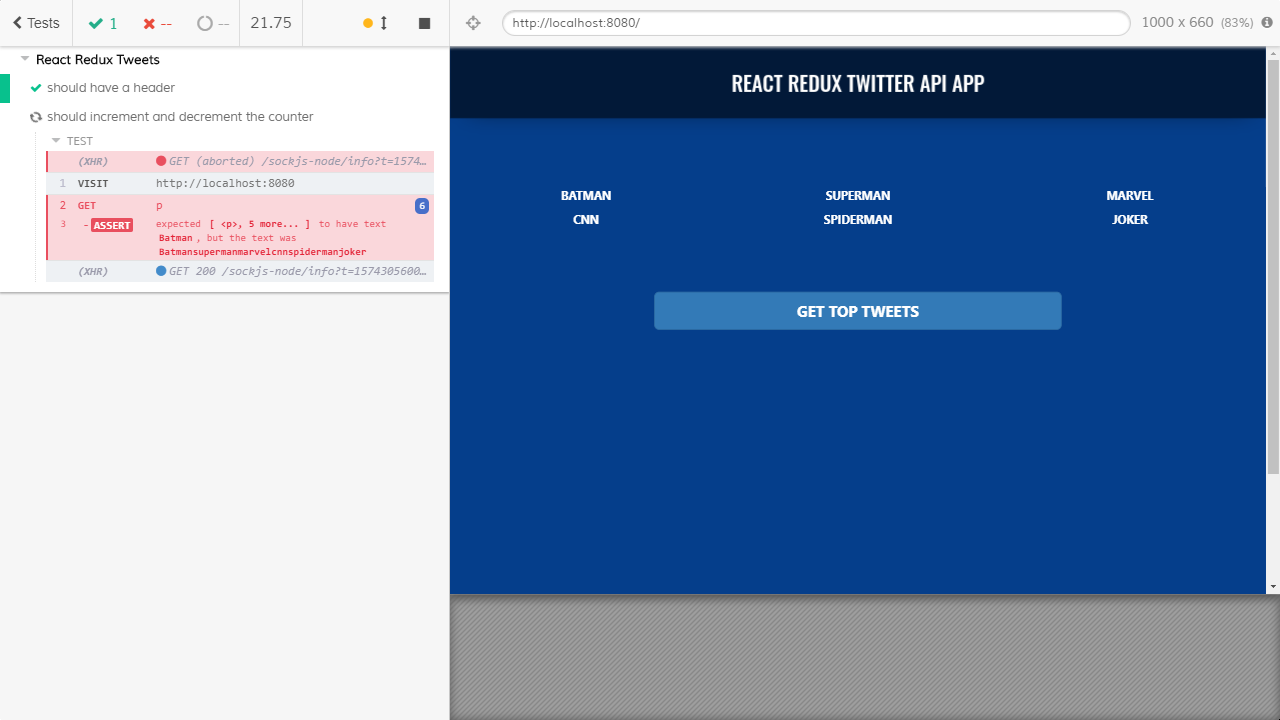 Tests 1 -- -- 21.75
http://localhost:8080/
1000 x 660 (83%)
React Redux Tweets
should have a header
should increment and decrement the counter
TEST
(XHR) GET (aborted) /sockjs-node/info?t=1574…
1 VISIT http://localhost:8080
2 GET p 6
3 -ASSERT expected [ <p>, 5 more... ] to have text
Batman , but the text was
Batmansupermanmarvelcnnspidermanjoker
(XHR) GET 200 /sockjs-node/info?t=1574305600…
REACT REDUX TWITTER API APP
BATMAN SUPERMAN MARVEL
CNN SPIDERMAN JOKER
GET TOP TWEETS